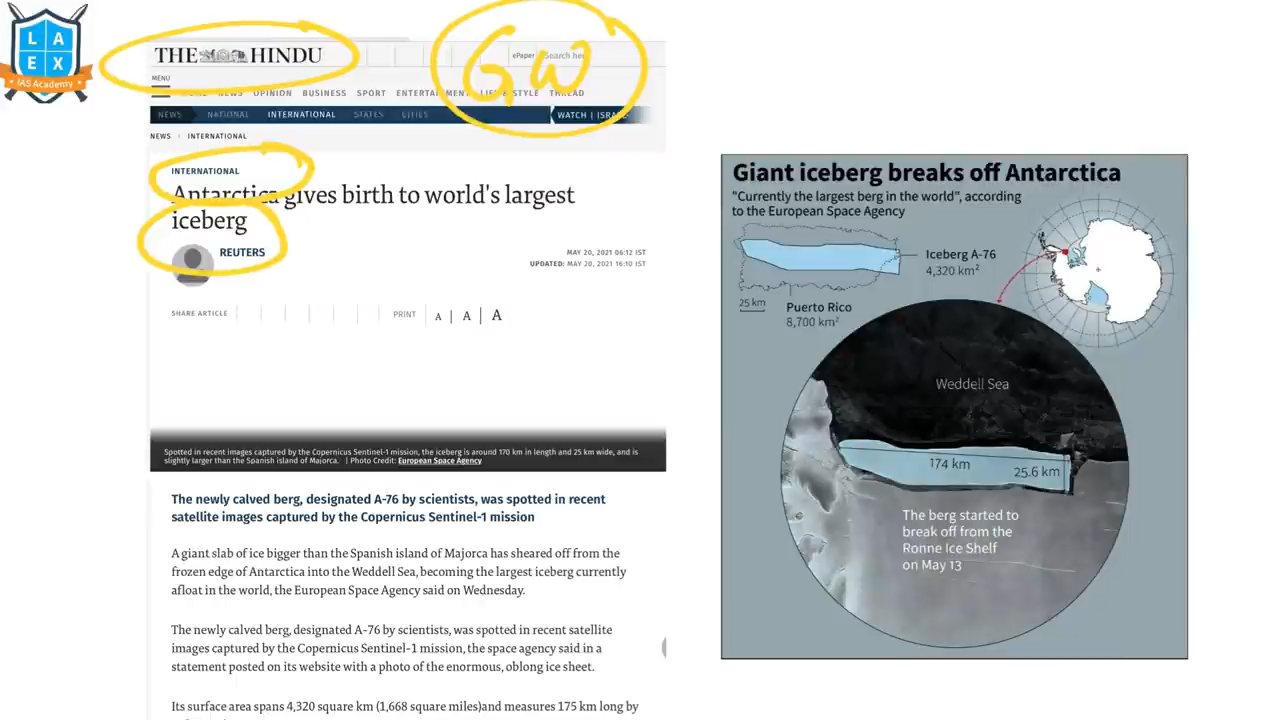 LA
EX
IAS Academy
THE HINDU
GW
ePaper
MENU
NEWS OPINION BUSINESS SPORT ENTERTAINMENT LIFE & STYLE THREAD
NEWS NATIONAL INTERNATIONAL STATES CITIES
WATCH | ISRAEL-
NEWS › INTERNATIONAL
INTERNATIONAL
Antarctica gives birth to world's largest
iceberg
REUTERS
MAY 20, 2021 06:12 IST
UPDATED: MAY 20, 2021 16:10 IST
SHARE ARTICLE
PRINT A | A | A
Spotted in recent images captured by the Copernicus Sentinel-1 mission, the iceberg is around 170 km in length and 25 km wide, and is
slightly larger than the Spanish island of Majorca. | Photo Credit: European Space Agency
The newly calved berg, designated A-76 by scientists, was spotted in recent
satellite images captured by the Copernicus Sentinel-1 mission
A giant slab of ice bigger than the Spanish island of Majorca has sheared off from the
frozen edge of Antarctica into the Weddell Sea, becoming the largest iceberg currently
afloat in the world, the European Space Agency said on Wednesday.
The newly calved berg, designated A-76 by scientists, was spotted in recent satellite
images captured by the Copernicus Sentinel-1 mission, the space agency said in a
statement posted on its website with a photo of the enormous, oblong ice sheet.
Its surface area spans 4,320 square km (1,668 square miles)and measures 175 km long by
Giant iceberg breaks off Antarctica
"Currently the largest berg in the world", according
to the European Space Agency
Iceberg A-76
4,320 km²
25 km
Puerto Rico
8,700 km²
Weddell Sea
174 km
25.6 km
The berg started to
break off from the
Ronne Ice Shelf
on May 13